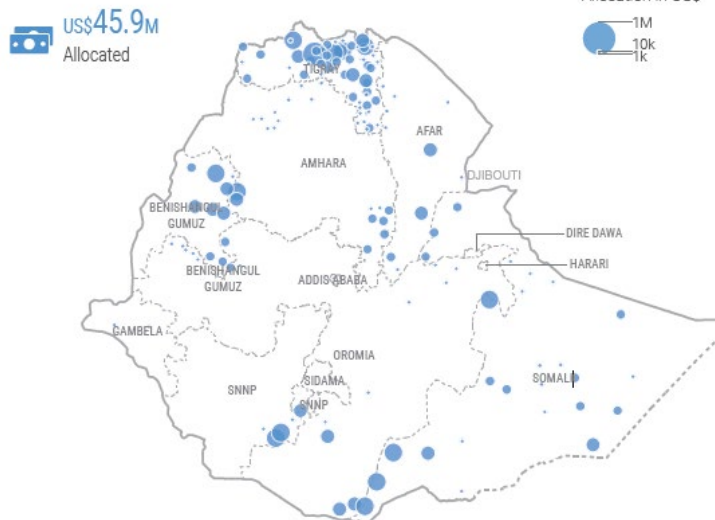 US$45.9M
Allocated
1M
10k
1k
TIGRAY
AFAR
AMHARA
DJIBOUTI
BENISHANGUL
GUMUZ
DIRE DAWA
HARARI
BENISHANGUL
GUMUZ
ADDIS ABABA
GAMBELA
OROMIA
SNNP
SIDAMA
SNNP
SOMALI